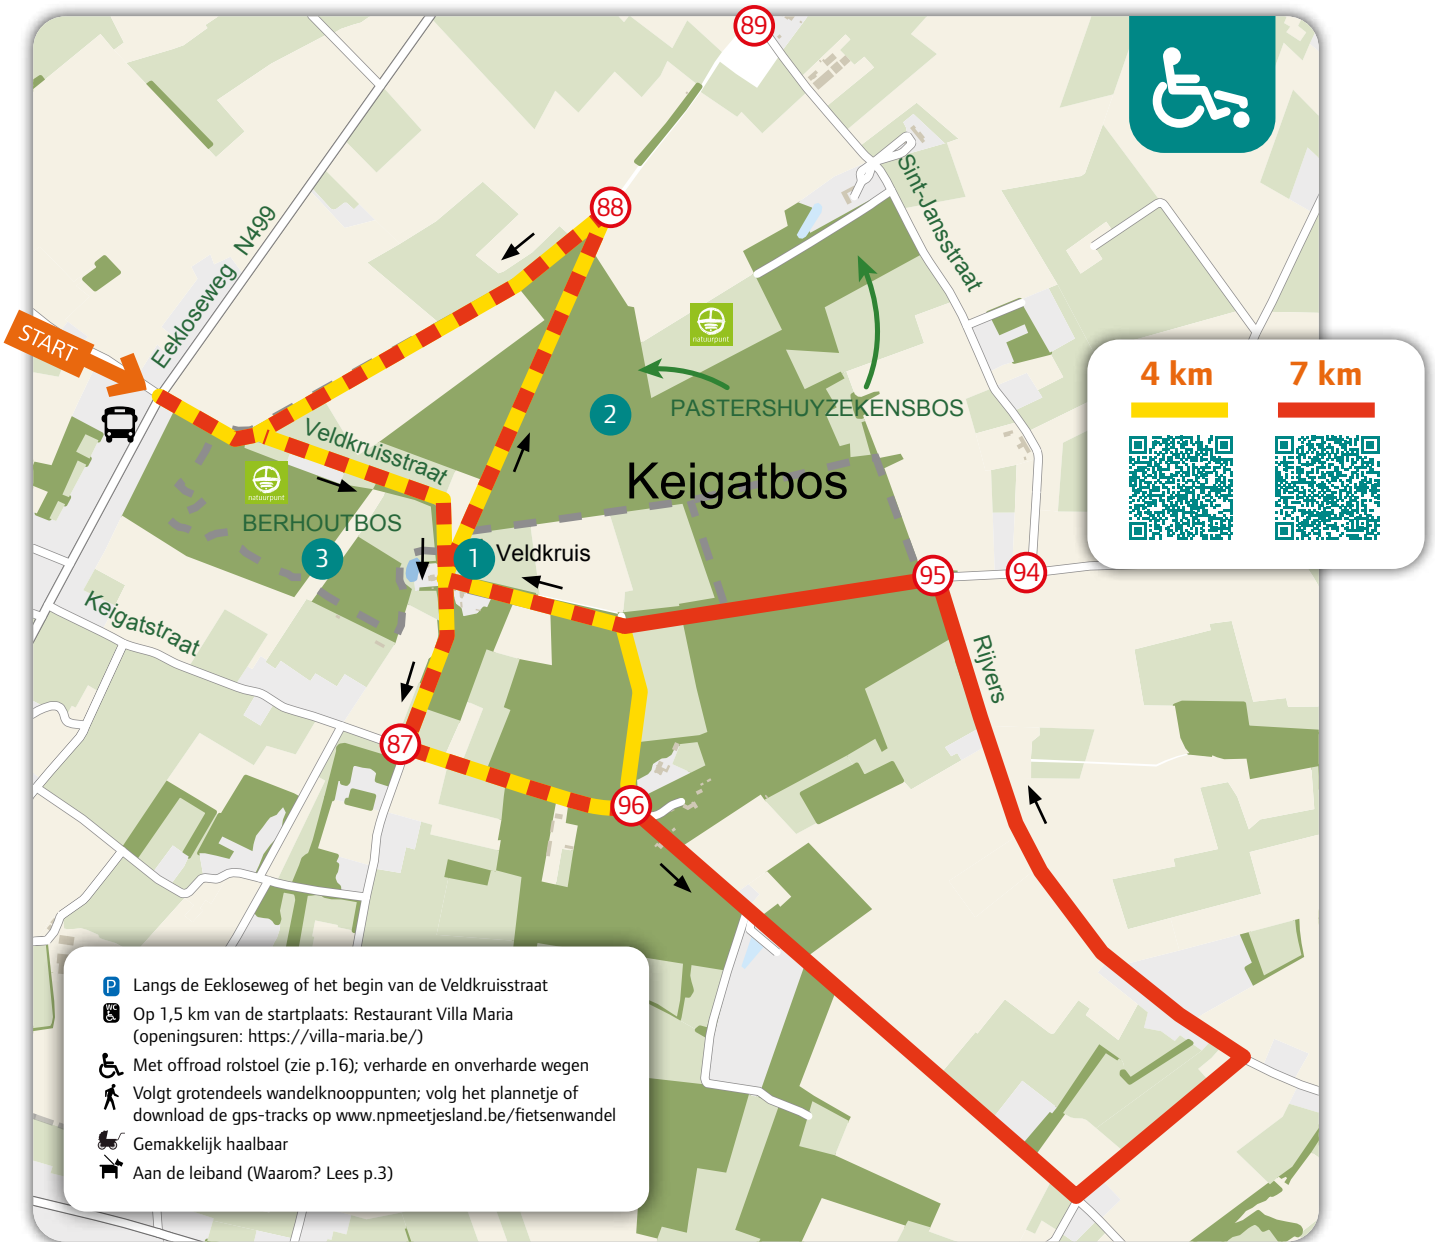 89
88
Sint-Jansstraat
Eekloseweg N499
START
natuurpunt
4 km
7 km
2
PASTERSHUYZEKENSBOS
Veldkruisstraat
Keigatbos
natuurpunt
BERHOUTBOS
3
1
Veldkruis
95
94
Keigatstraat
Rijvers
87
96
P
Langs de Eekloseweg of het begin van de Veldkruisstraat
WC
Op 1,5 km van de startplaats: Restaurant Villa Maria
(openingsuren: https://villa-maria.be/)
Met offroad rolstoel (zie p.16); verharde en onverharde wegen
Volgt grotendeels wandelknooppunten; volg het plannetje of
download de gps-tracks op www.npmeetjesland.be/fietsenwandel
Gemakkelijk haalbaar
Aan de leiband (Waarom? Lees p.3)